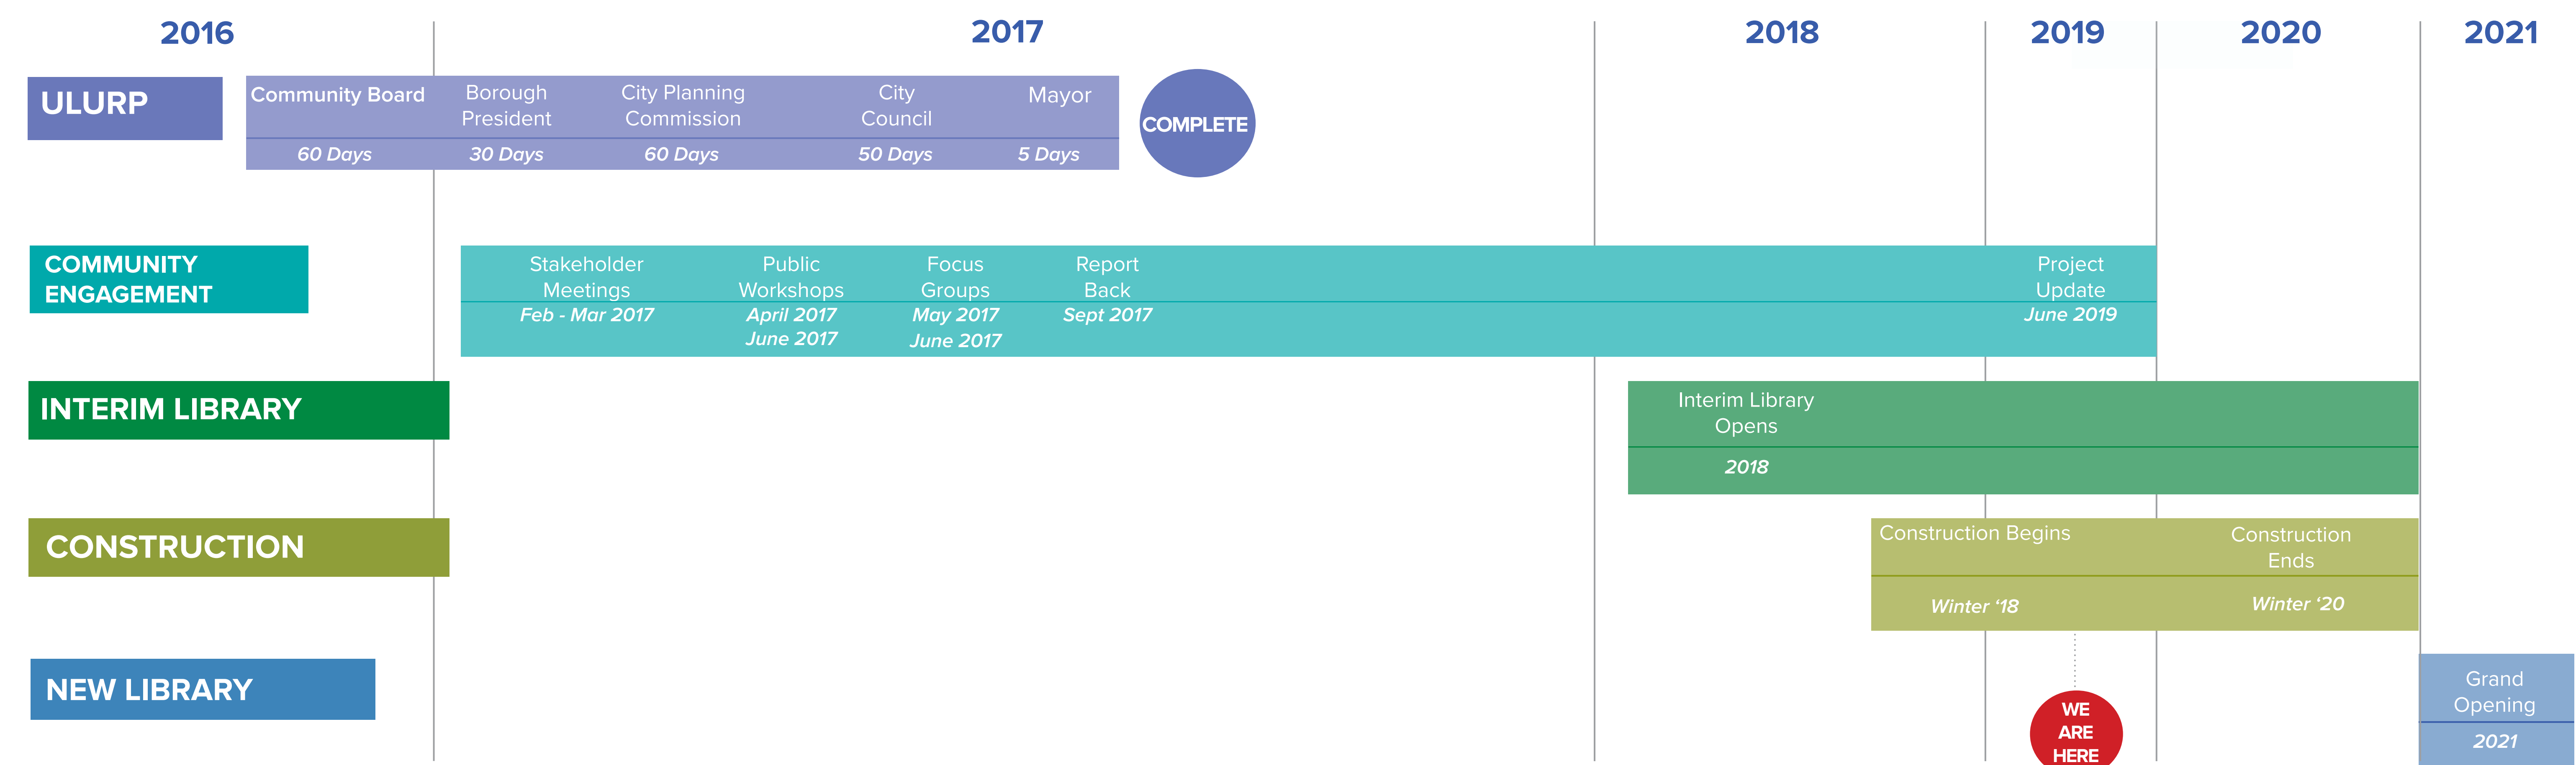 2016
2017
2018
2019
2020
2021
ULURP
Community Board
60 Days
Borough
President
30 Days
City Planning
Commission
60 Days
City
Council
50 Days
Mayor
5 Days
COMPLETE
COMMUNITY
ENGAGEMENT
Stakeholder
Meetings
Feb - Mar 2017
Public
Workshops
April 2017
June 2017
Focus
Groups
May 2017
June 2017
Report
Back
Sept 2017
Project
Update
June 2019
INTERIM LIBRARY
Interim Library
Opens
2018
CONSTRUCTION
Construction Begins
Winter ‘18
Construction
Ends
Winter ‘20
NEW LIBRARY
WE
ARE
HERE
Grand
Opening
2021